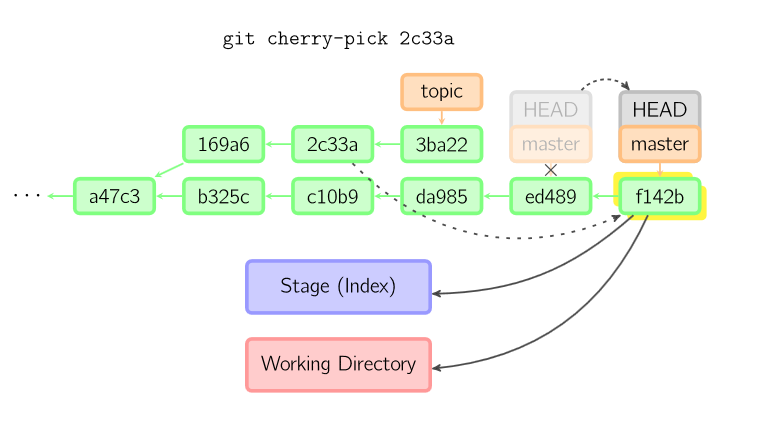 git cherry-pick 2c33a
topic
HEAD HEAD
master master
169a6 2c33a 3ba22
... a47c3 b325c c10b9 da985 ed489 f142b
Stage (Index)
Working Directory